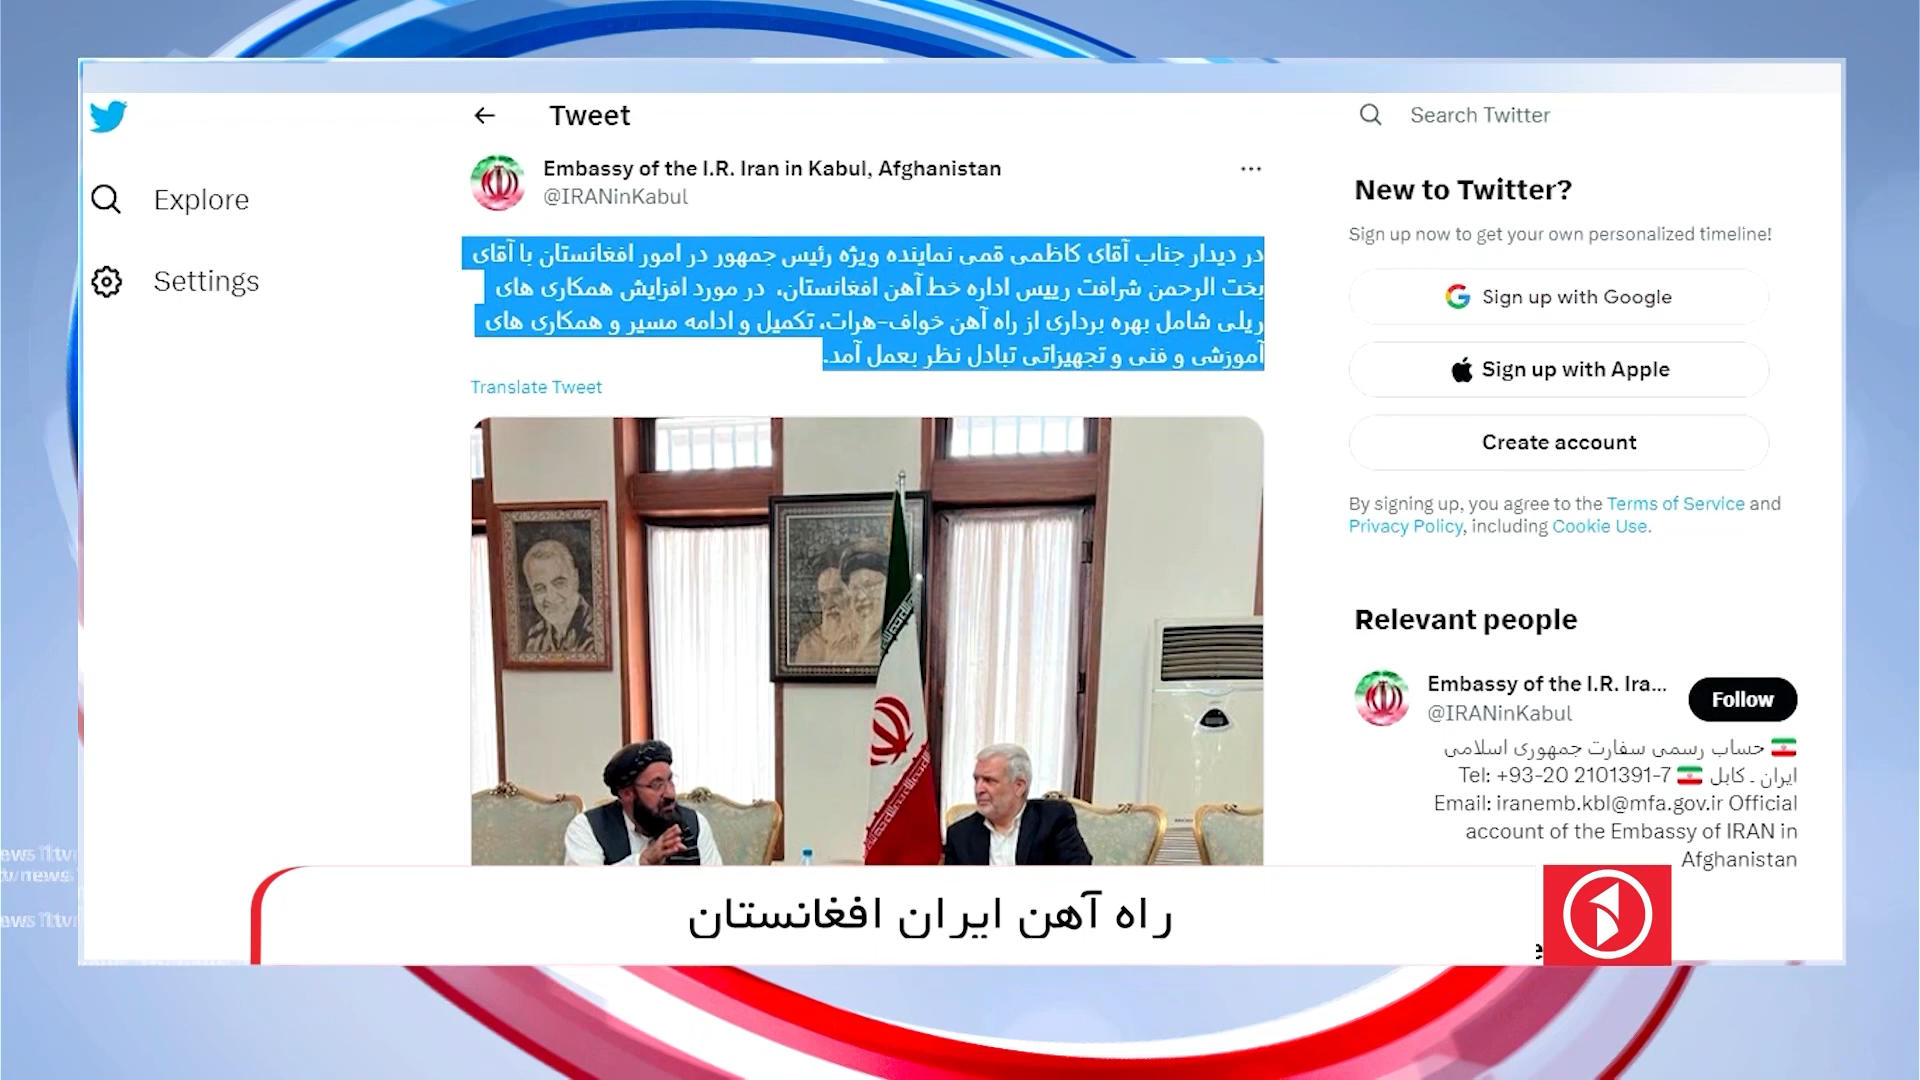 Tweet
Search Twitter
Explore
Settings
Embassy of the I.R. Iran in Kabul, Afghanistan
@IRANinKabul
در دیدار جناب آقای کاظمی قمی نماینده ویژه رئیس جمهور در امور افغانستان با آقای
بخت الرحمن شرافت رییس اداره خط آهن افغانستان، در مورد افزایش همکاری های
ریلی شامل بهره برداری از راه آهن خواف-هرات، تکمیل و ادامه مسیر و همکاری های
آموزشی و فنی و تجهیزاتی تبادل نظر بعمل آمد.
Translate Tweet
New to Twitter?
Sign up now to get your own personalized timeline!
Sign up with Google
Sign up with Apple
Create account
By signing up, you agree to the Terms of Service and
Privacy Policy, including Cookie Use.
Relevant people
Embassy of the I.R. Ira...
@IRANinKabul
Follow
حساب رسمی سفارت جمهوری اسلامی
ایران - کابل Tel: +93-20 2101391-7
Email: iranemb.kbl@mfa.gov.ir Official
account of the Embassy of IRAN in
Afghanistan
راه آهن ایران افغانستان